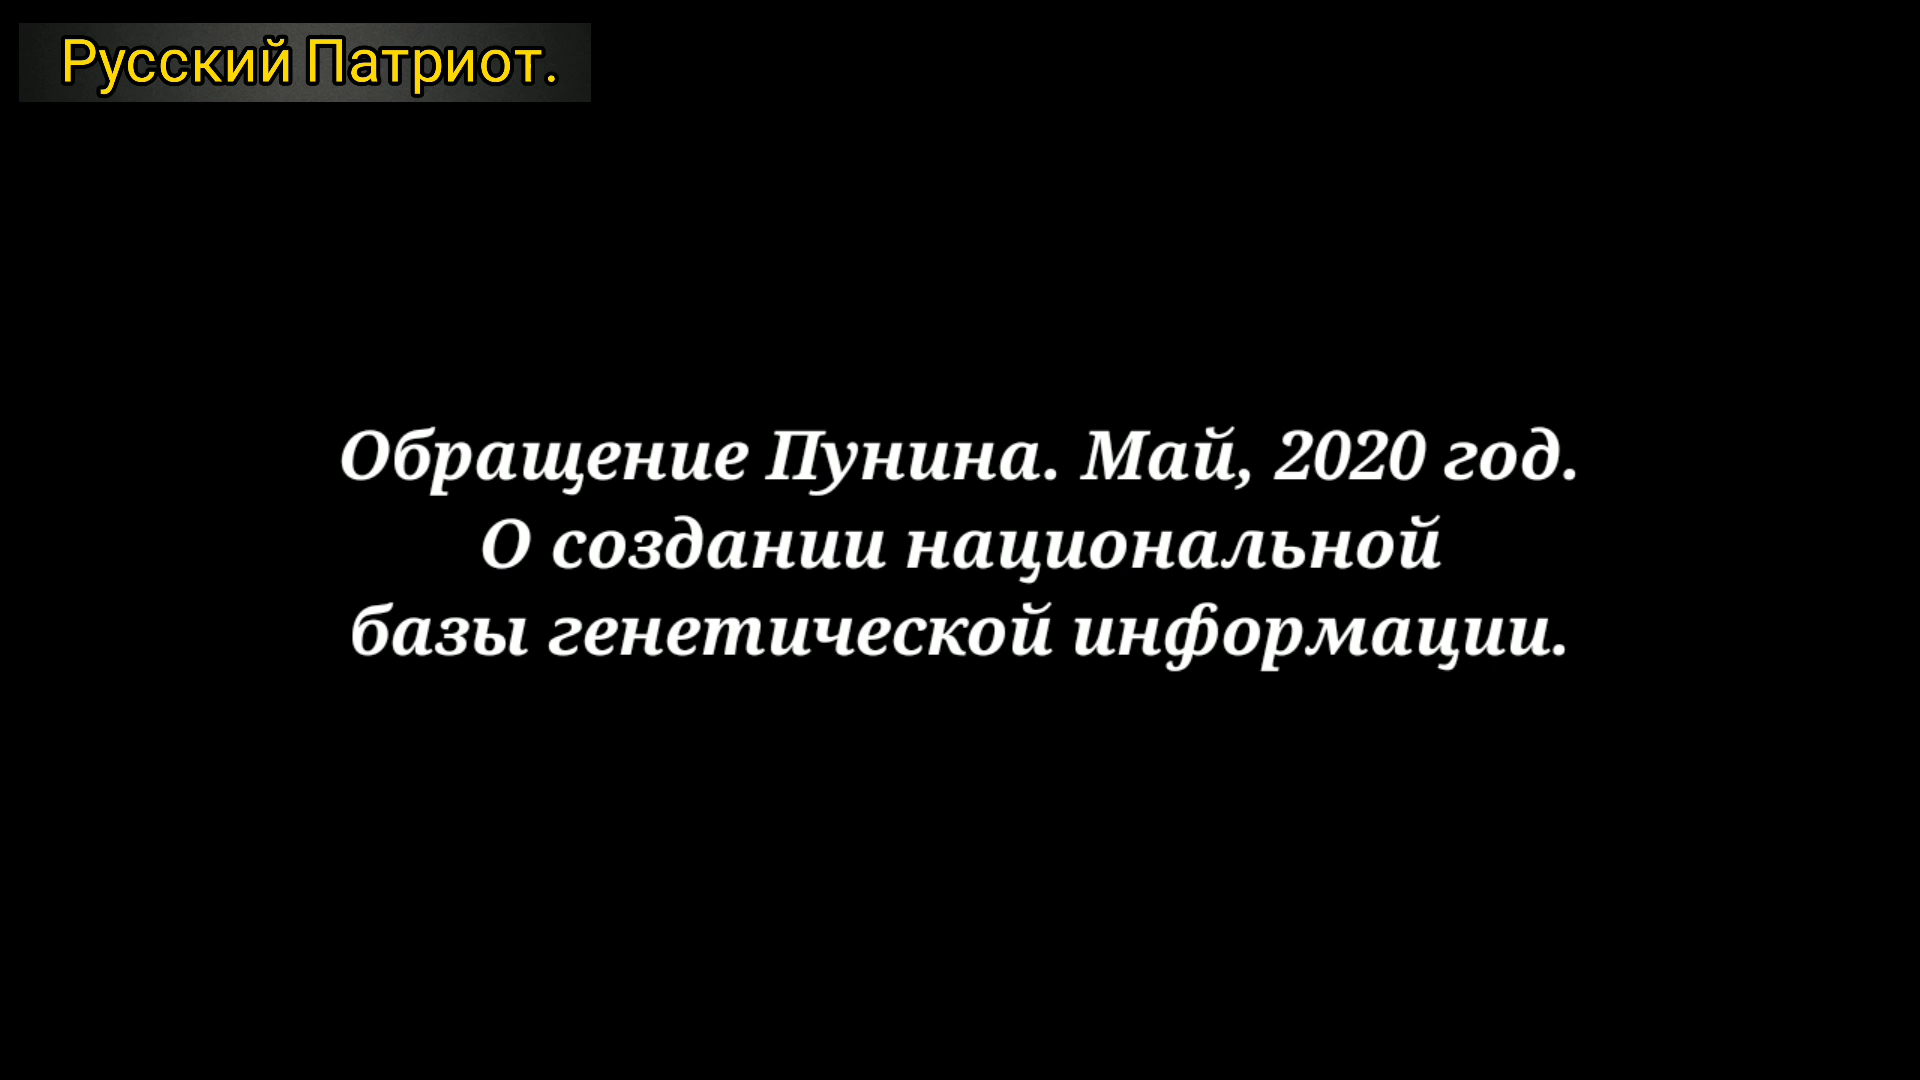 Русский Патриот.
Обращение Пунина. Май, 2020 год.
О создании национальной
базы генетической информации.